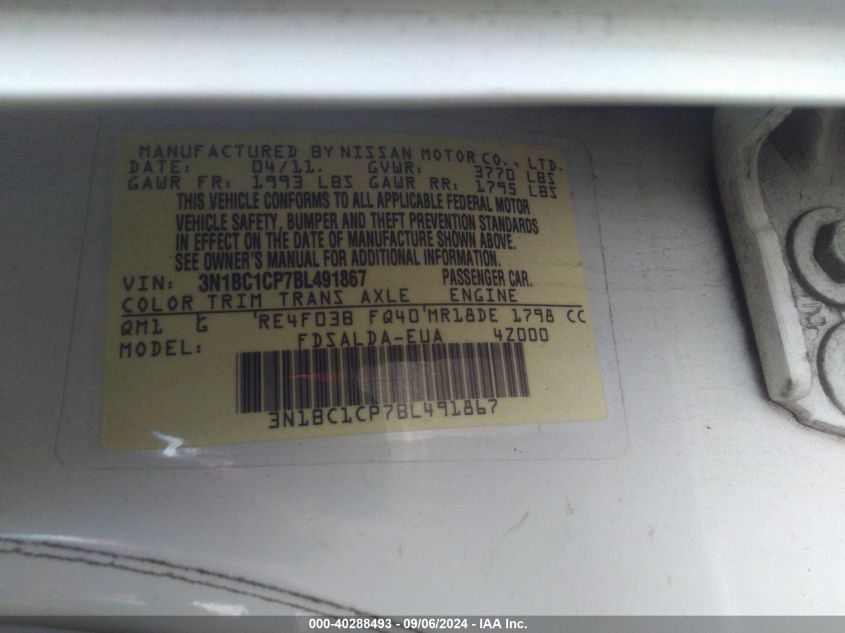 MANUFACTURED BY NISSAN MOTOR CO., LTD.
DATE: 04/11. GVWR: 3770 LBS
GAWR FR: 1993 LBS GAWR RR: 1795 LBS
THIS VEHICLE CONFORMS TO ALL APPLICABLE FEDERAL MOTOR
VEHICLE SAFETY, BUMPER AND THEFT PREVENTION STANDARDS
IN EFFECT ON THE DATE OF MANUFACTURE SHOWN ABOVE.
SEE OWNER'S MANUAL FOR ADDITIONAL INFORMATION.
VIN: 3N1BC1CP7BL491867 PASSENGER CAR.
COLOR TRIM TRANS AXLE ENGINE
QM1 G RE4F03B FQ40 MR18DE 1798 CC
MODEL: FDSALDA-EUA 4Z000
3N1BC1CP7BL491867
000-40288493 - 09/06/2024 - IAA Inc.